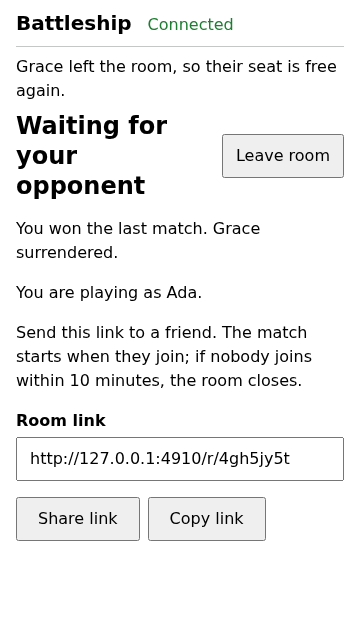 Battleship Connected
Grace left the room, so their seat is free
again.
Waiting for
your
opponent
Leave room
You won the last match. Grace
surrendered.
You are playing as Ada.
Send this link to a friend. The match
starts when they join; if nobody joins
within 10 minutes, the room closes.
Room link
http://127.0.0.1:4910/r/4gh5jy5t
Share link Copy link